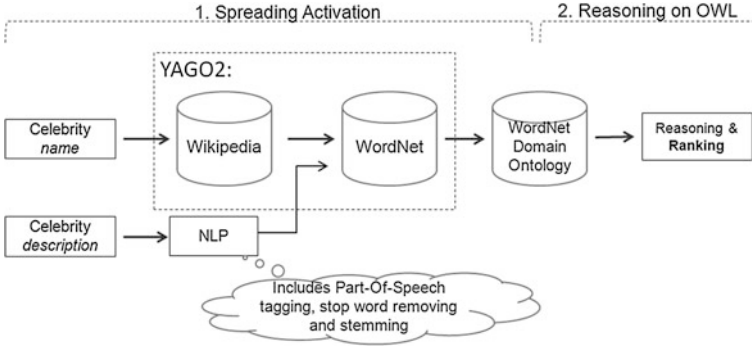 1. Spreading Activation
2. Reasoning on OWL
YAGO2:
Celebrity
name
Wikipedia
WordNet
WordNet
Domain
Ontology
Reasoning &
Ranking
Celebrity
description
NLP
Includes Part-Of-Speech
tagging, stop word removing
and stemming